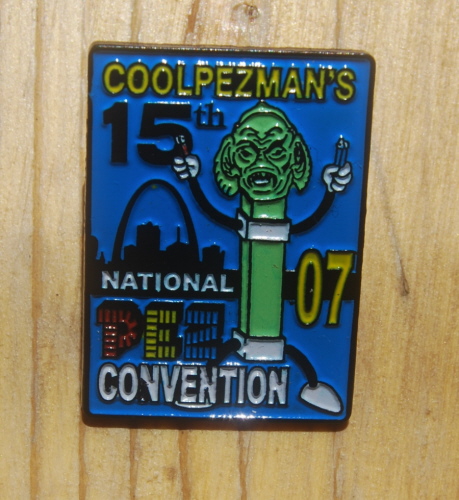 COOLPEZMAN'S
15th
NATIONAL
07
PEZ
CONVENTION